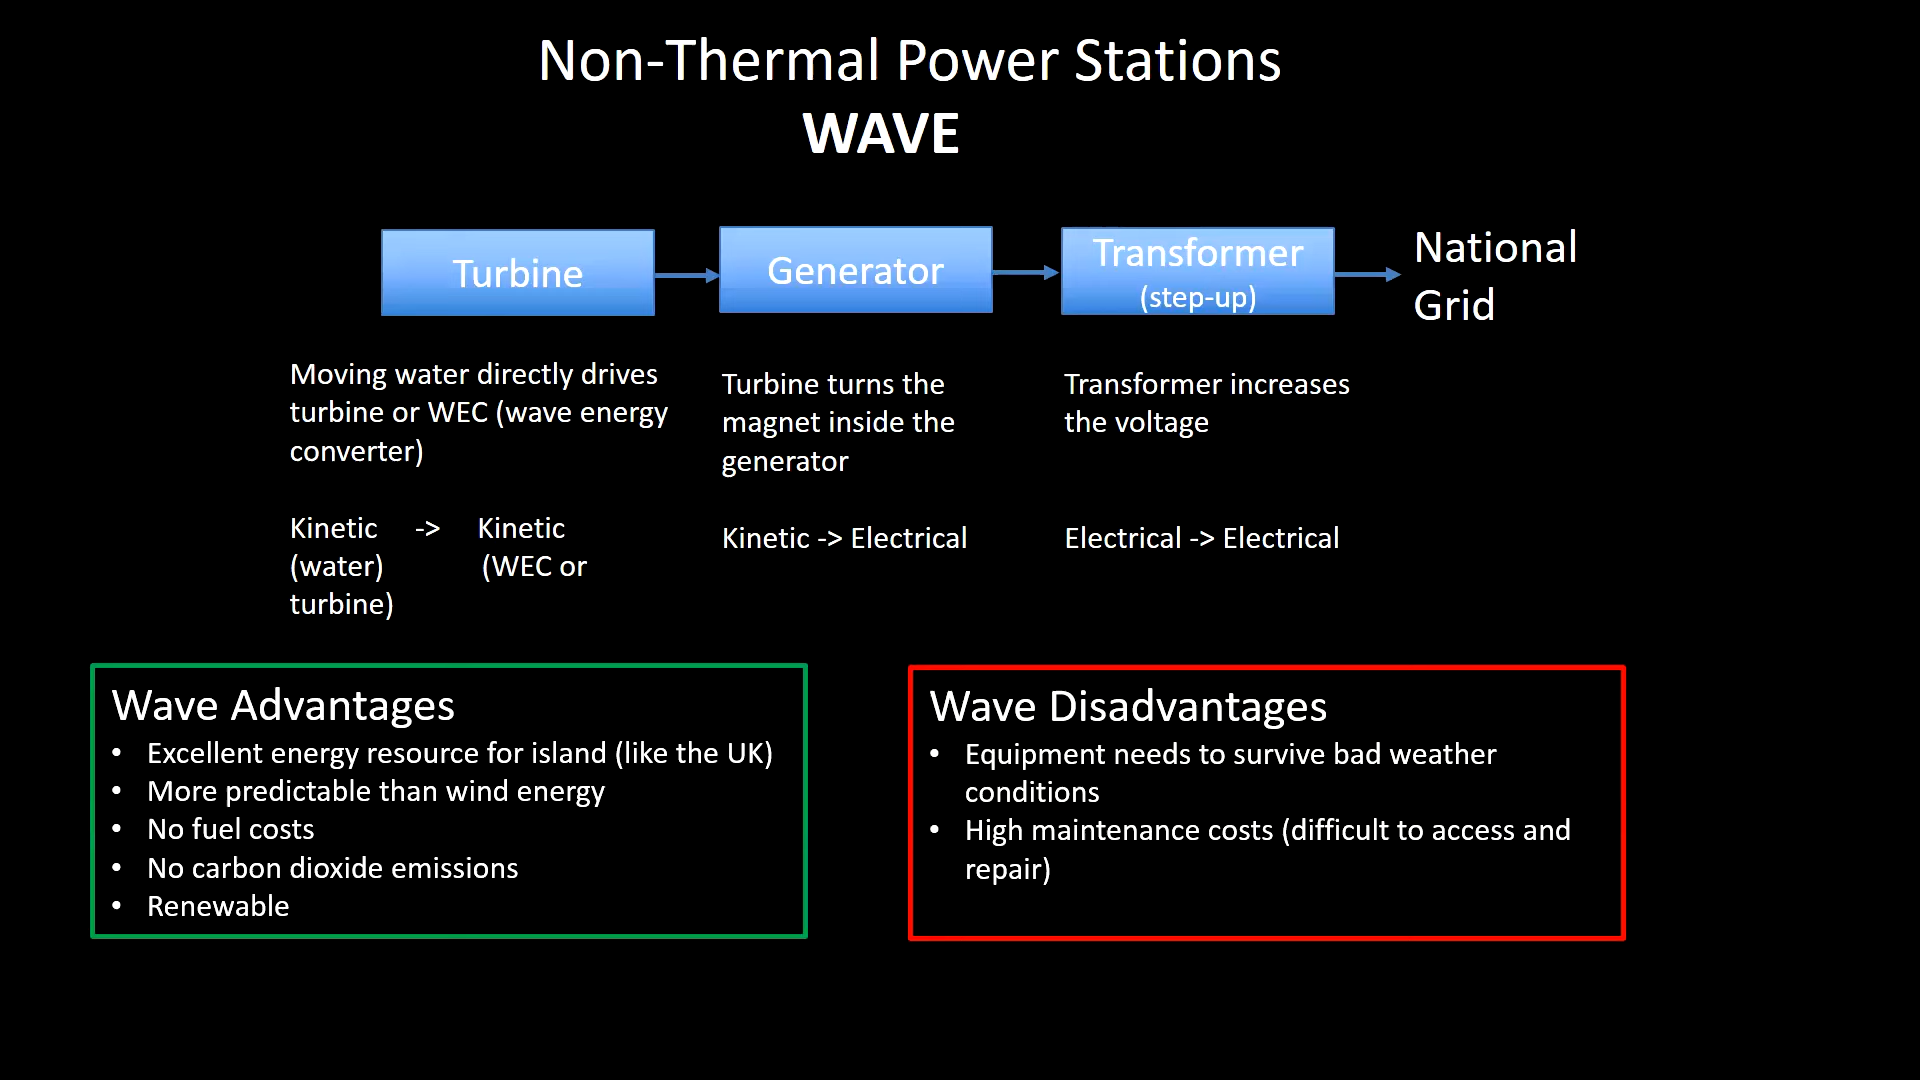 Non-Thermal Power Stations
WAVE
Turbine
Generator
Transformer
(step-up)
National
Grid
Moving water directly drives
turbine or WEC (wave energy
converter)
Kinetic -> Kinetic
(water) (WEC or
turbine)
Turbine turns the
magnet inside the
generator
Kinetic -> Electrical
Transformer increases
the voltage
Electrical -> Electrical
Wave Advantages
• Excellent energy resource for island (like the UK)
• More predictable than wind energy
• No fuel costs
• No carbon dioxide emissions
• Renewable
Wave Disadvantages
• Equipment needs to survive bad weather
conditions
• High maintenance costs (difficult to access and
repair)